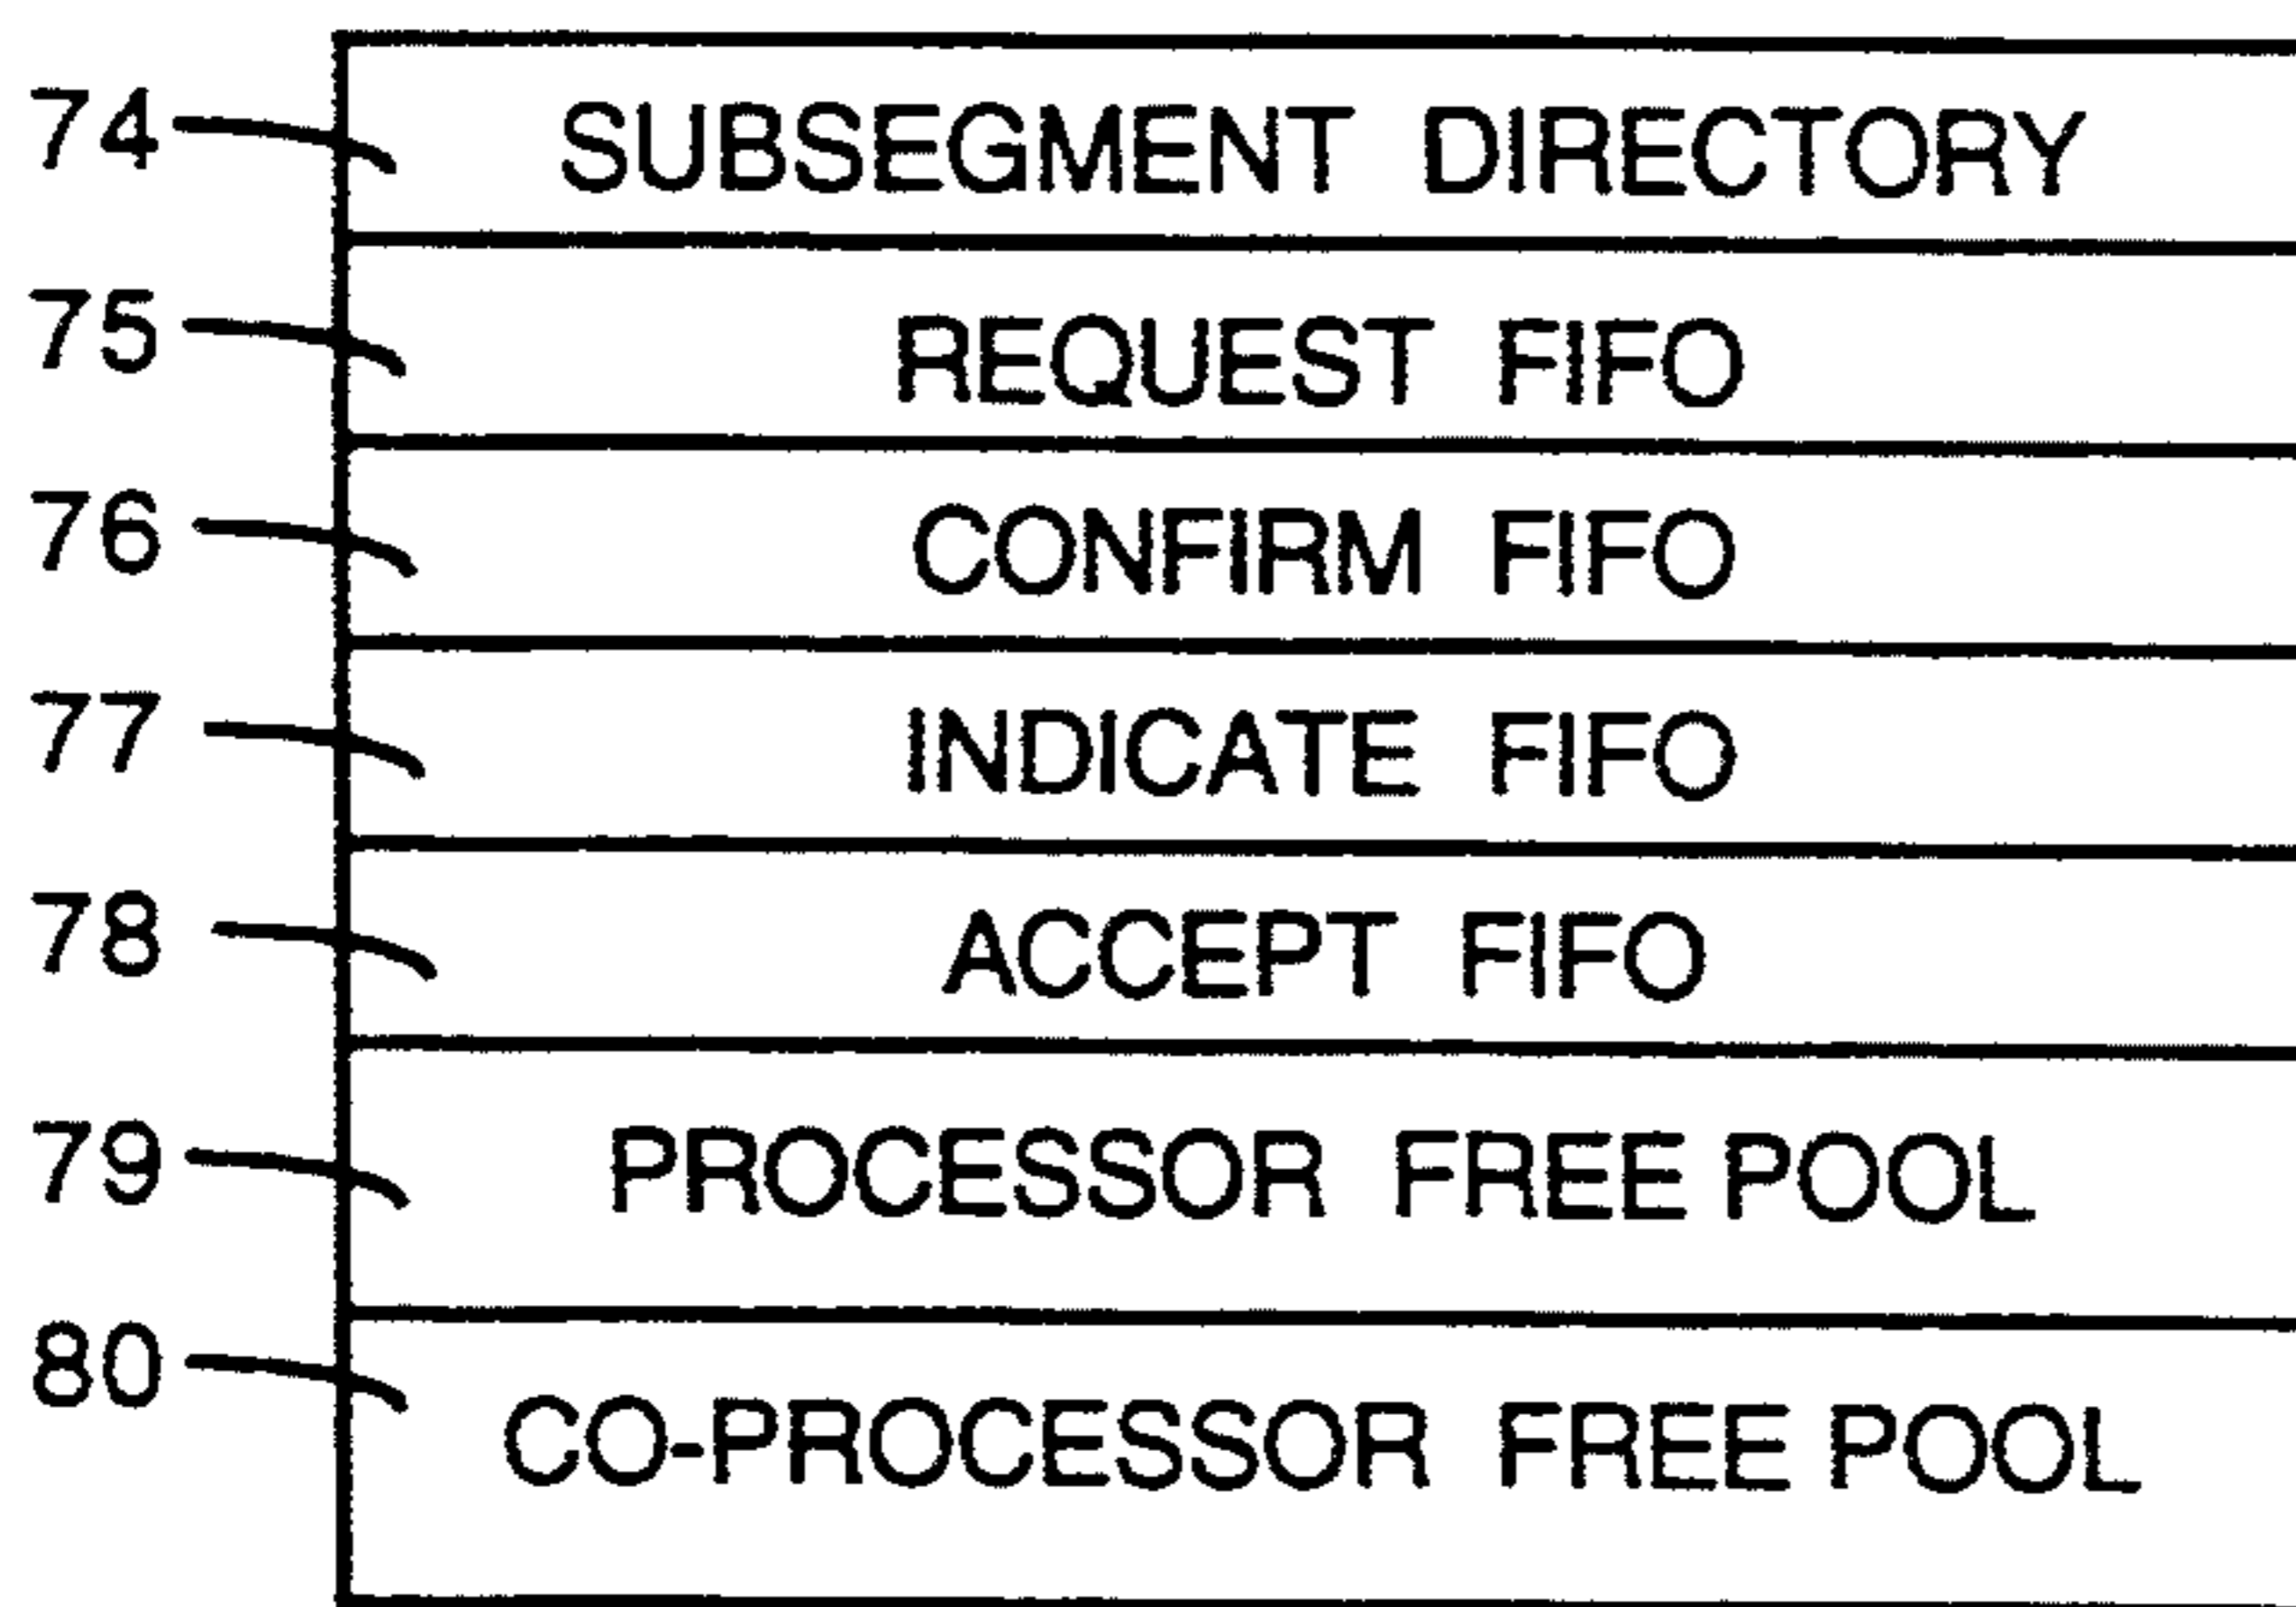 74 SUBSEGMENT DIRECTORY
75 REQUEST FIFO
76 CONFIRM FIFO
77 INDICATE FIFO
78 ACCEPT FIFO
79 PROCESSOR FREE POOL
80 CO-PROCESSOR FREE POOL